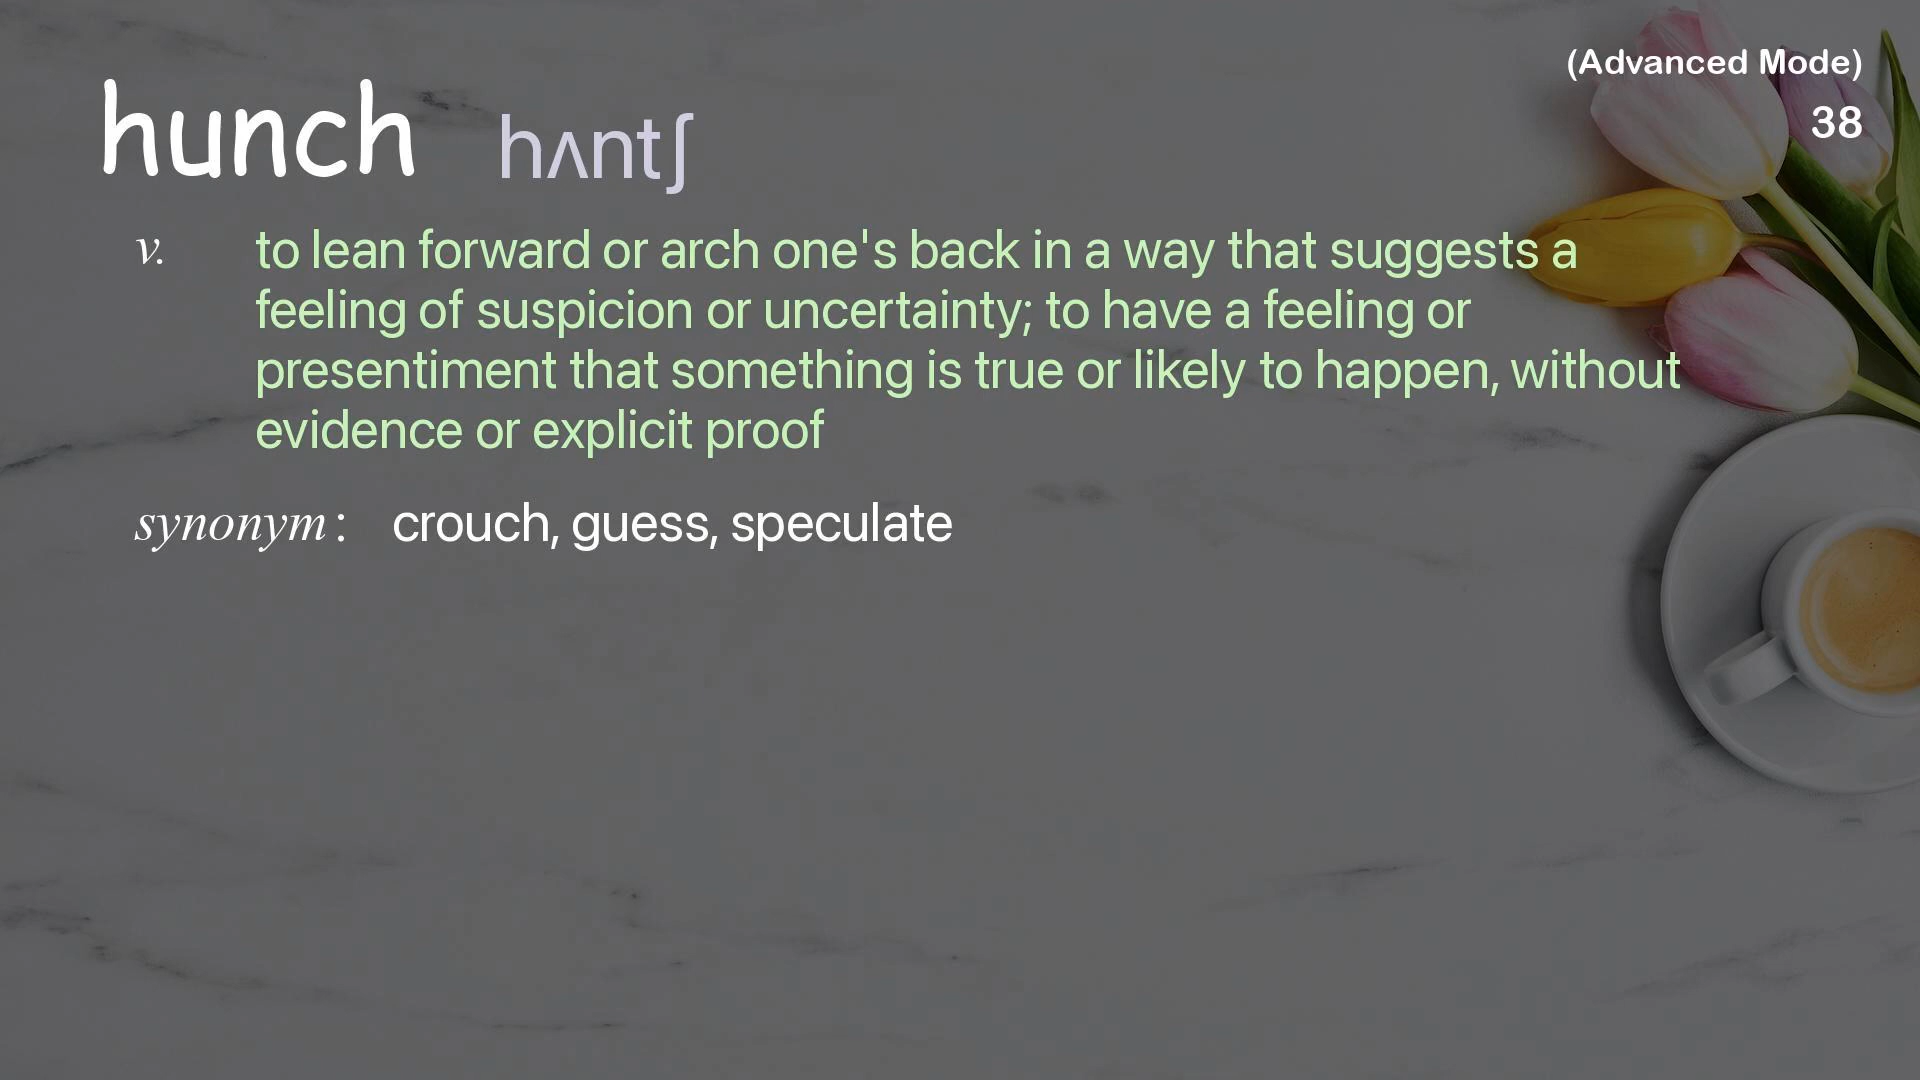 (Advanced Mode)
38
hunch hʌntʃ
v. to lean forward or arch one's back in a way that suggests a
feeling of suspicion or uncertainty; to have a feeling or
presentiment that something is true or likely to happen, without
evidence or explicit proof
synonym: crouch, guess, speculate